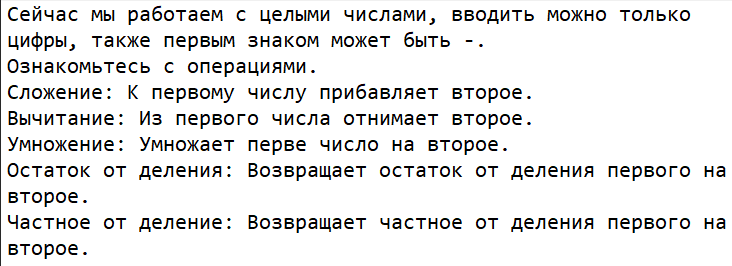 Сейчас мы работаем с целыми числами, вводить можно только
цифры, также первым знаком может быть -.
Ознакомьтесь с операциями.
Сложение: К первому числу прибавляет второе.
Вычитание: Из первого числа отнимает второе.
Умножение: Умножает перве число на второе.
Остаток от деления: Возвращает остаток от деления первого на
второе.
Частное от деление: Возвращает частное от деления первого на
второе.